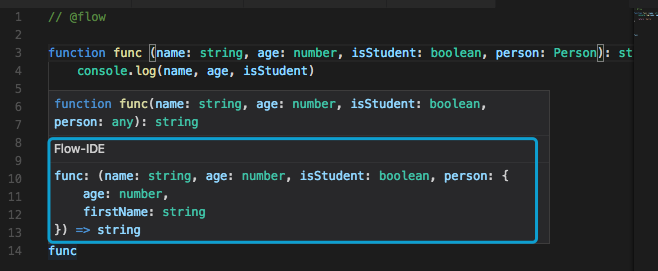 1 // @flow
2
3 function func (name: string, age: number, isStudent: boolean, person: Person): st
4 console.log(name, age, isStudent)
5
6 function func(name: string, age: number, isStudent: boolean,
7 person: any): string
8 Flow-IDE
9
10 func: (name: string, age: number, isStudent: boolean, person: {
11 age: number,
12 firstName: string
13 }) => string
14 func